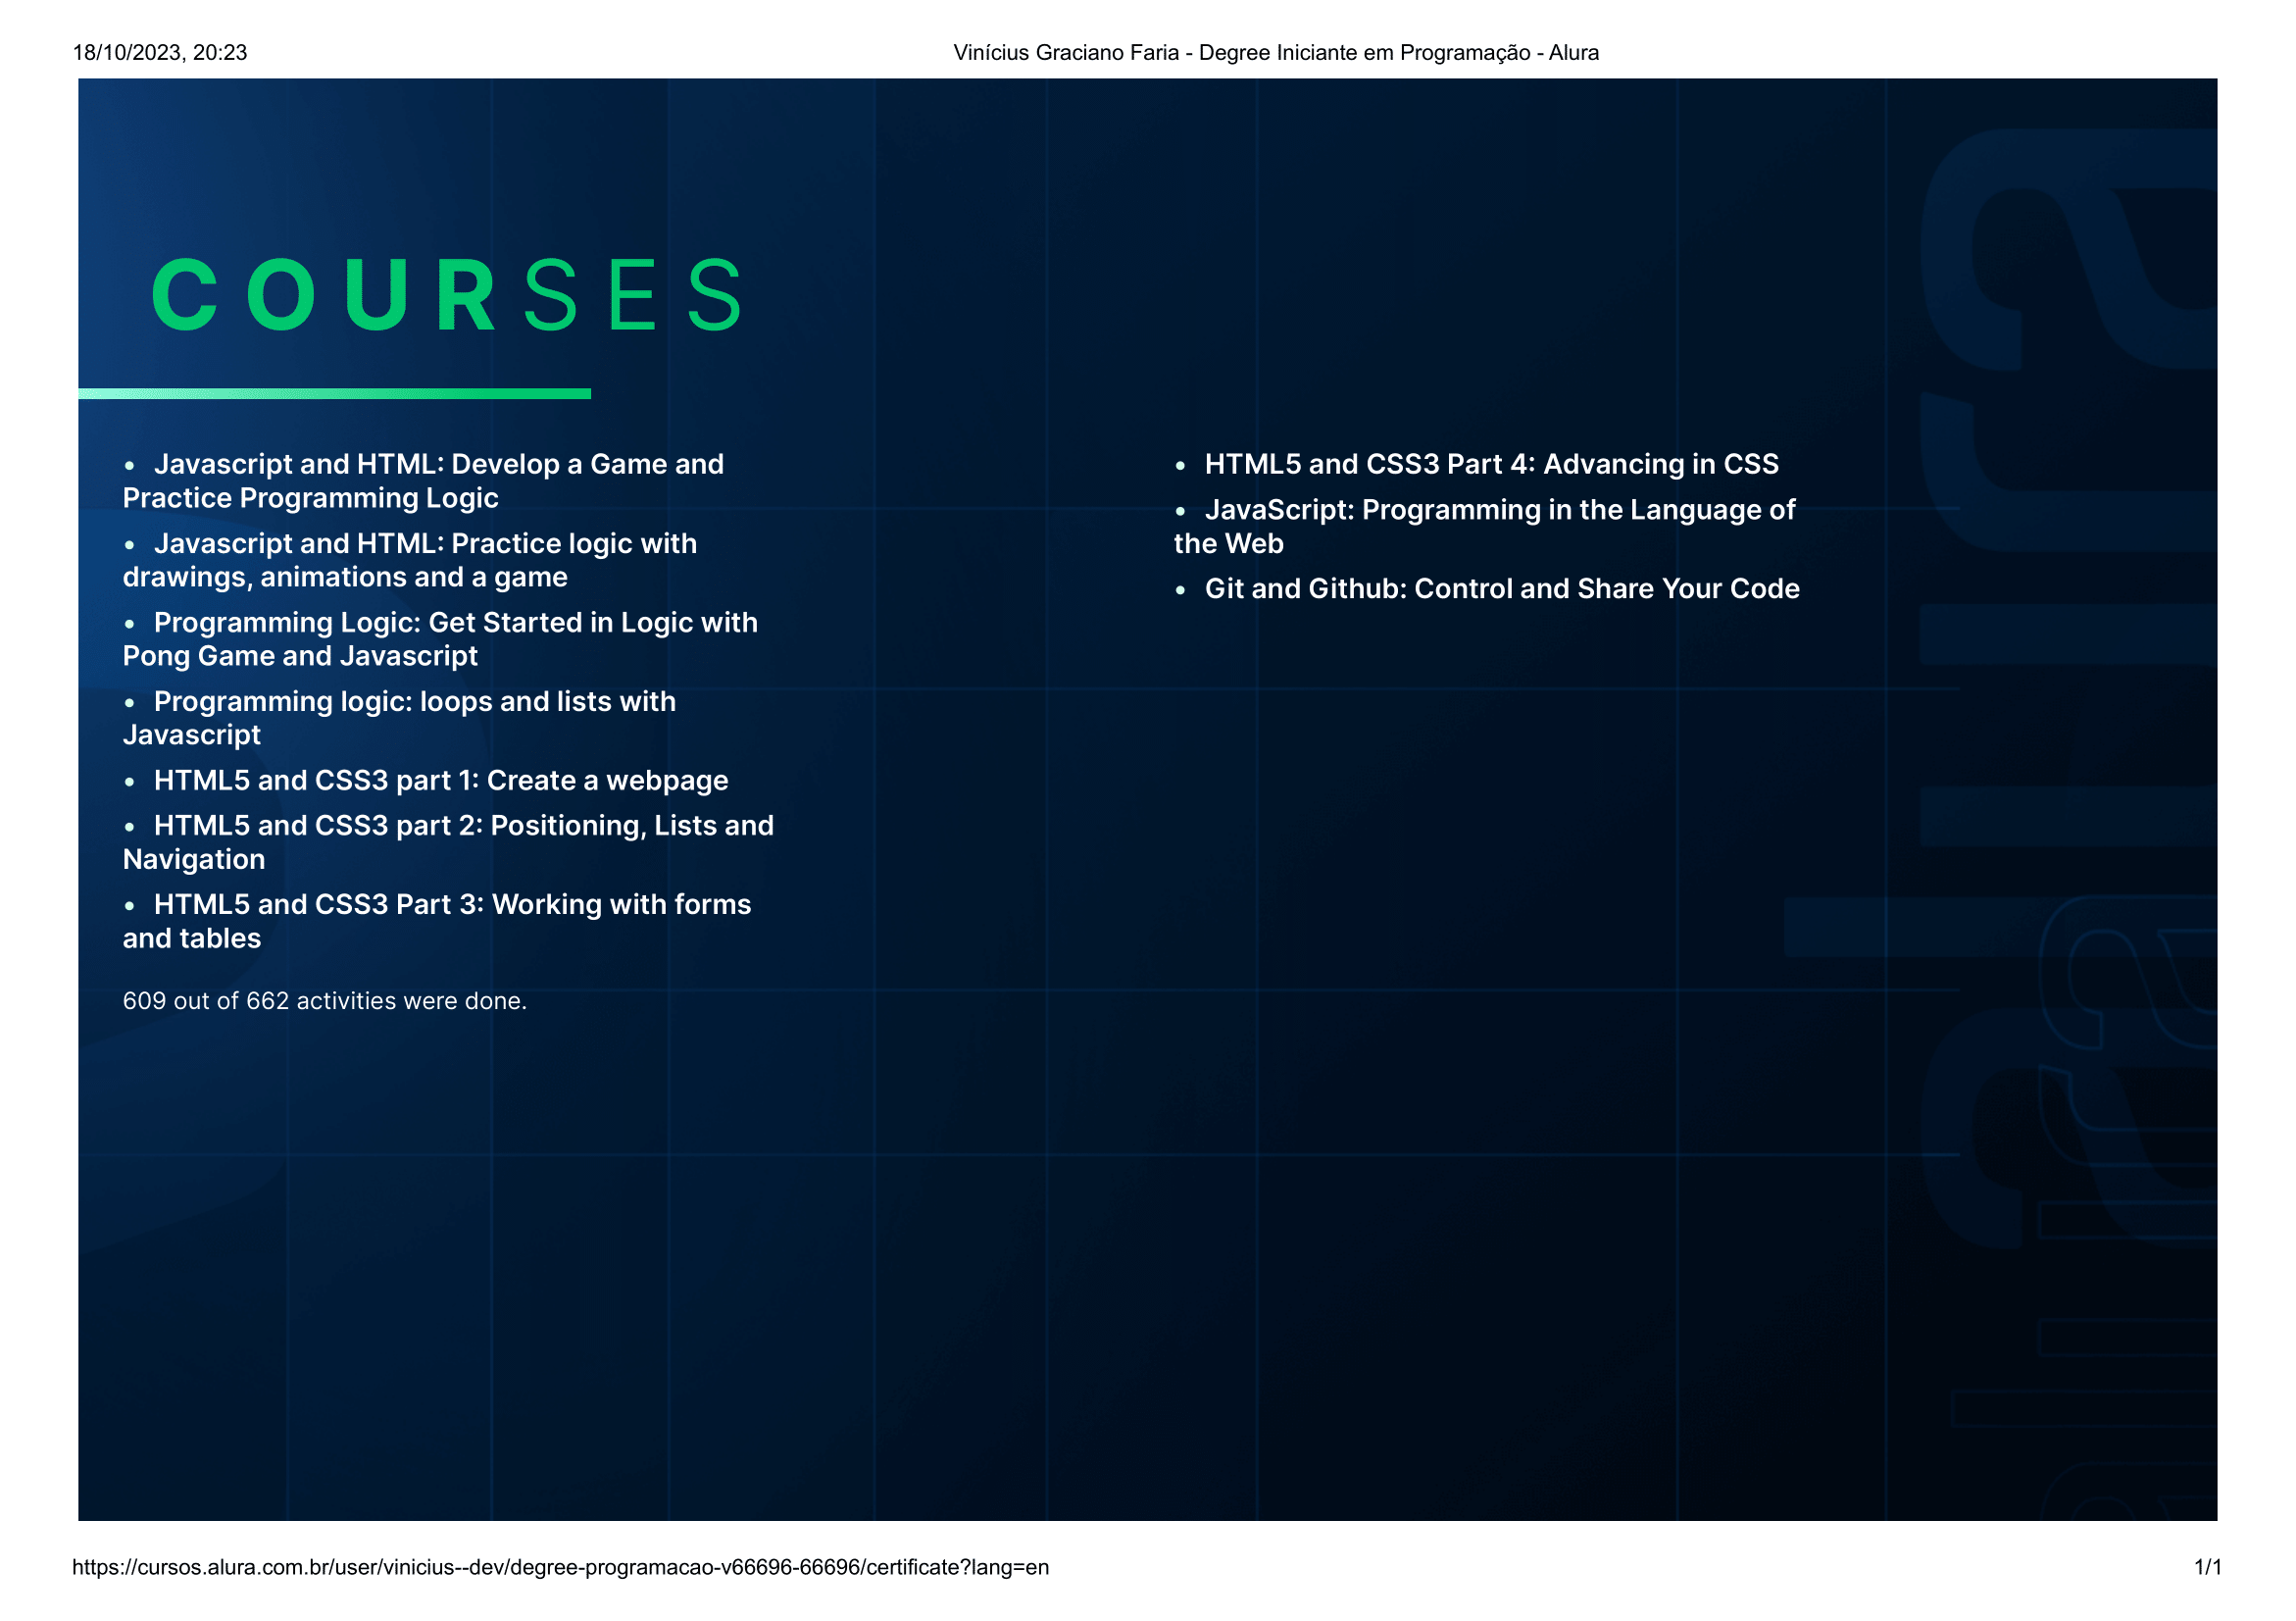 18/10/2023, 20:23
Vinícius Graciano Faria - Degree Iniciante em Programação - Alura
COURSES
• Javascript and HTML: Develop a Game and
Practice Programming Logic
• Javascript and HTML: Practice logic with
drawings, animations and a game
• Programming Logic: Get Started in Logic with
Pong Game and Javascript
• Programming logic: loops and lists with
Javascript
• HTML5 and CSS3 part 1: Create a webpage
• HTML5 and CSS3 part 2: Positioning, Lists and
Navigation
• HTML5 and CSS3 Part 3: Working with forms
and tables
609 out of 662 activities were done.
• HTML5 and CSS3 Part 4: Advancing in CSS
• JavaScript: Programming in the Language of
the Web
• Git and Github: Control and Share Your Code
alura
alura
https://cursos.alura.com.br/user/vinicius--dev/degree-programacao-v66696-66696/certificate?lang=en
1/1